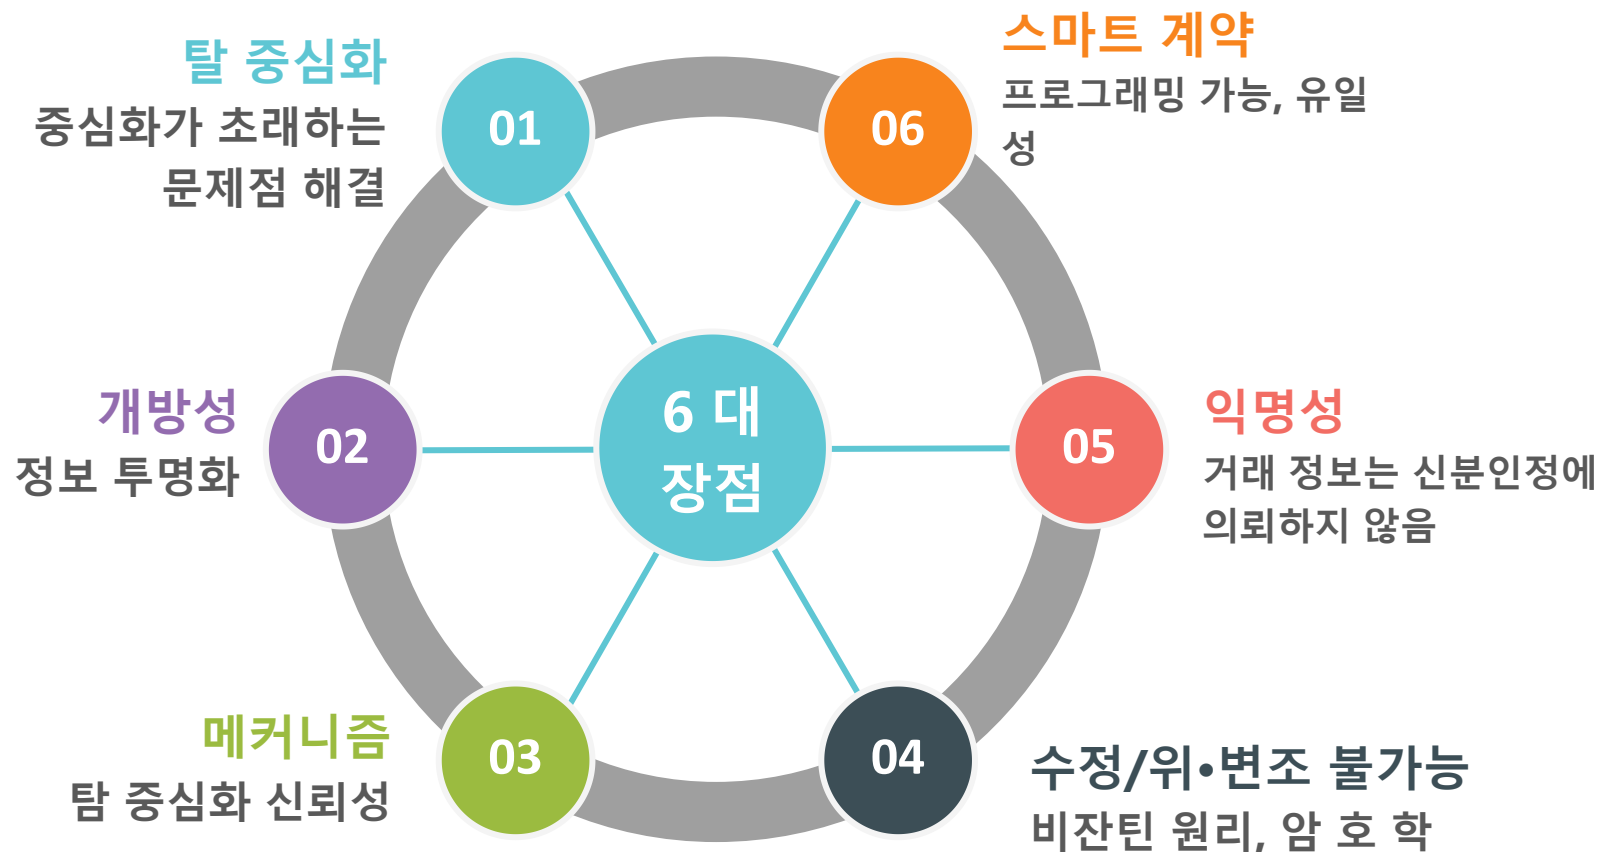 탈 중심화
중심화가 초래하는
문제점 해결
01
스마트 계약
프로그래밍 가능, 유일
성
06
개방성
정보 투명화
02
6 대
장점
05
익명성
거래 정보는 신분인정에
의뢰하지 않음
메커니즘
탐 중심화 신뢰성
03
04
수정/위·변조 불가능
비잔틴 원리, 암 호 학